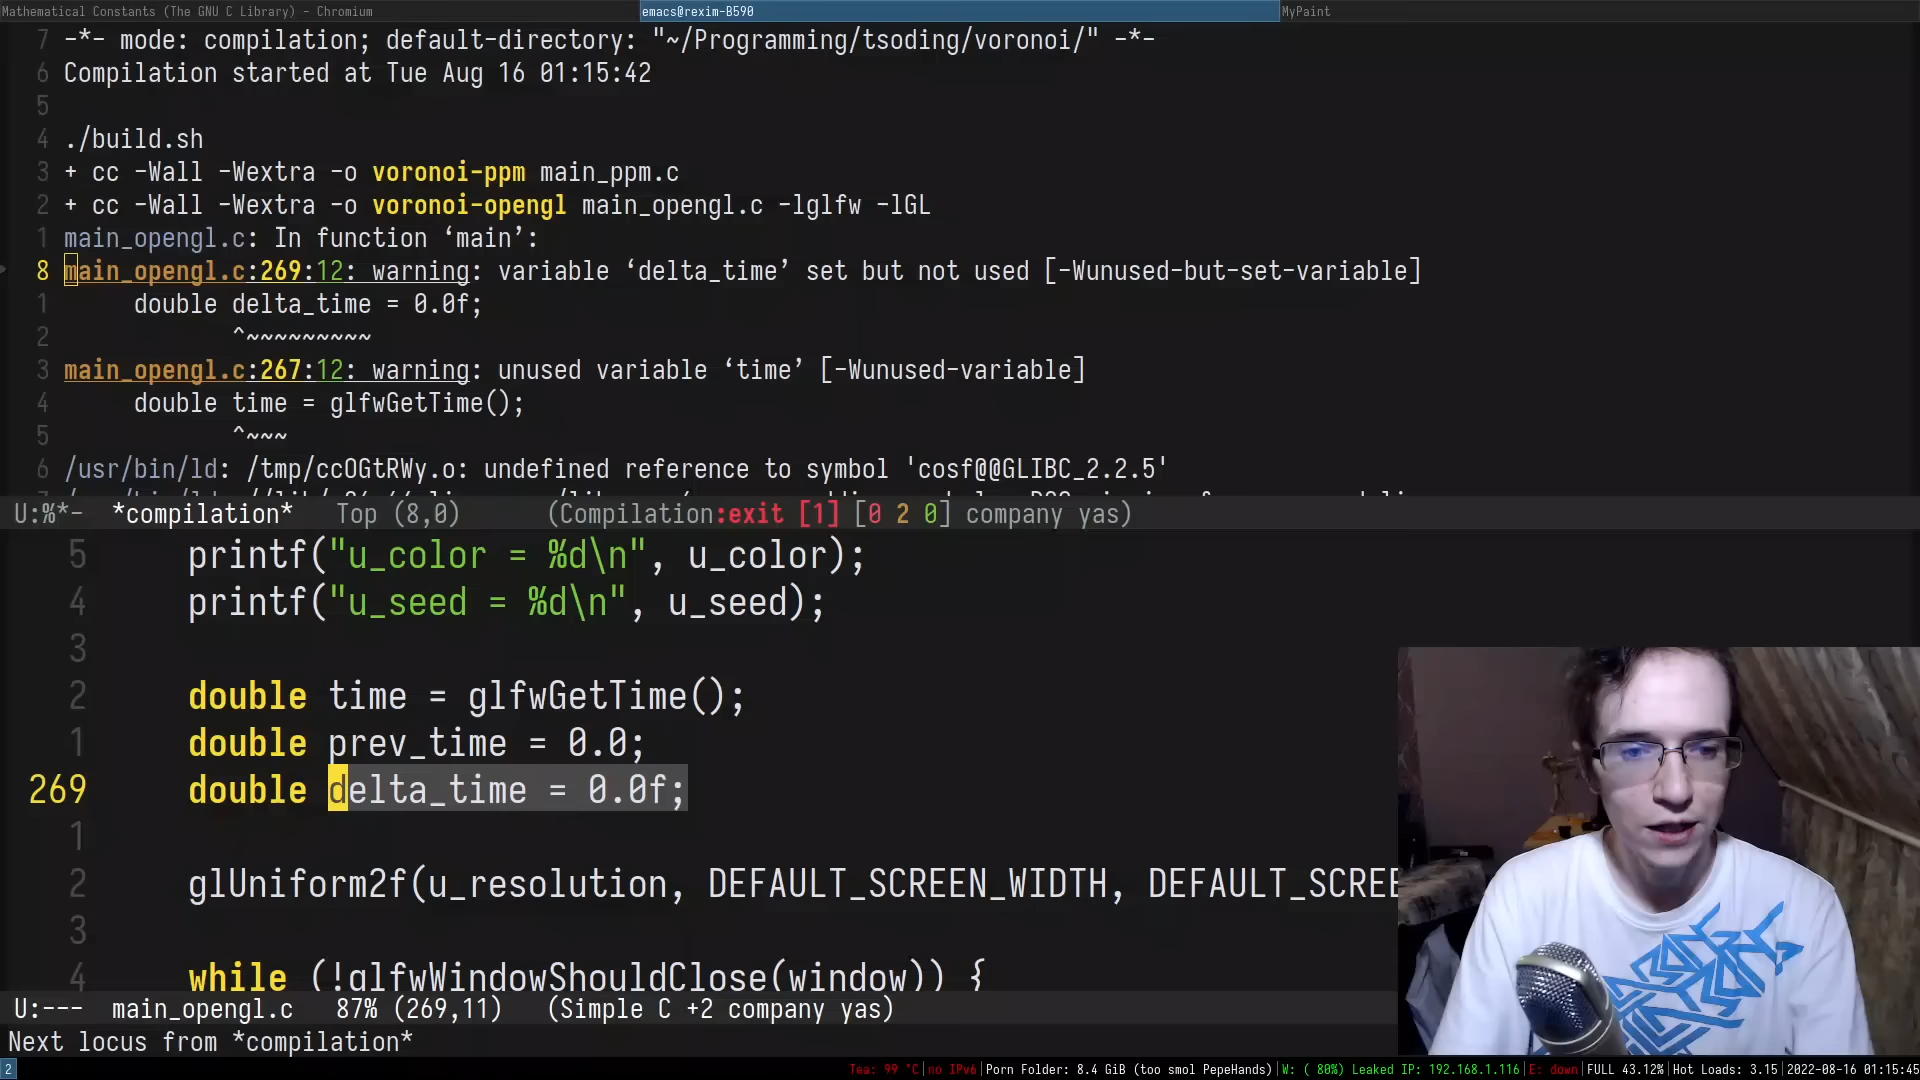 Mathematical Constants (The GNU C Library) - Chromium
emacs@rexim-B590
MyPaint
7 -*- mode: compilation; default-directory: "~/Programming/tsoding/voronoi/" -*-
6 Compilation started at Tue Aug 16 01:15:42
5
4 ./build.sh
3 + cc -Wall -Wextra -o voronoi-ppm main_ppm.c
2 + cc -Wall -Wextra -o voronoi-opengl main_opengl.c -lglfw -lGL
1 main_opengl.c: In function ‘main’:
8 main_opengl.c:269:12: warning: variable ‘delta_time’ set but not used [-Wunused-but-set-variable]
1 double delta_time = 0.0f;
2 ^~~~~~~~~~
3 main_opengl.c:267:12: warning: unused variable ‘time’ [-Wunused-variable]
4 double time = glfwGetTime();
5 ^~~~
6 /usr/bin/ld: /tmp/ccOGtRWy.o: undefined reference to symbol 'cosf@@GLIBC_2.2.5'
U:%*- *compilation* Top (8,0) (Compilation:exit [1] [0 2 0] company yas)
5 printf("u_color = %d\n", u_color);
4 printf("u_seed = %d\n", u_seed);
3
2 double time = glfwGetTime();
1 double prev_time = 0.0;
269 double delta_time = 0.0f;
1
2 glUniform2f(u_resolution, DEFAULT_SCREEN_WIDTH, DEFAULT_SCREE
3
4 while (!glfwWindowShouldClose(window)) {
U:--- main_opengl.c 87% (269,11) (Simple C +2 company yas)
Next locus from *compilation*
2
Tea: 99 °C|no IPv6|Porn Folder: 8.4 GiB (too smol PepeHands)|W: ( 80%) Leaked IP: 192.168.1.116|E: down|FULL 43.12%|Hot Loads: 3.15|2022-08-16 01:15:45